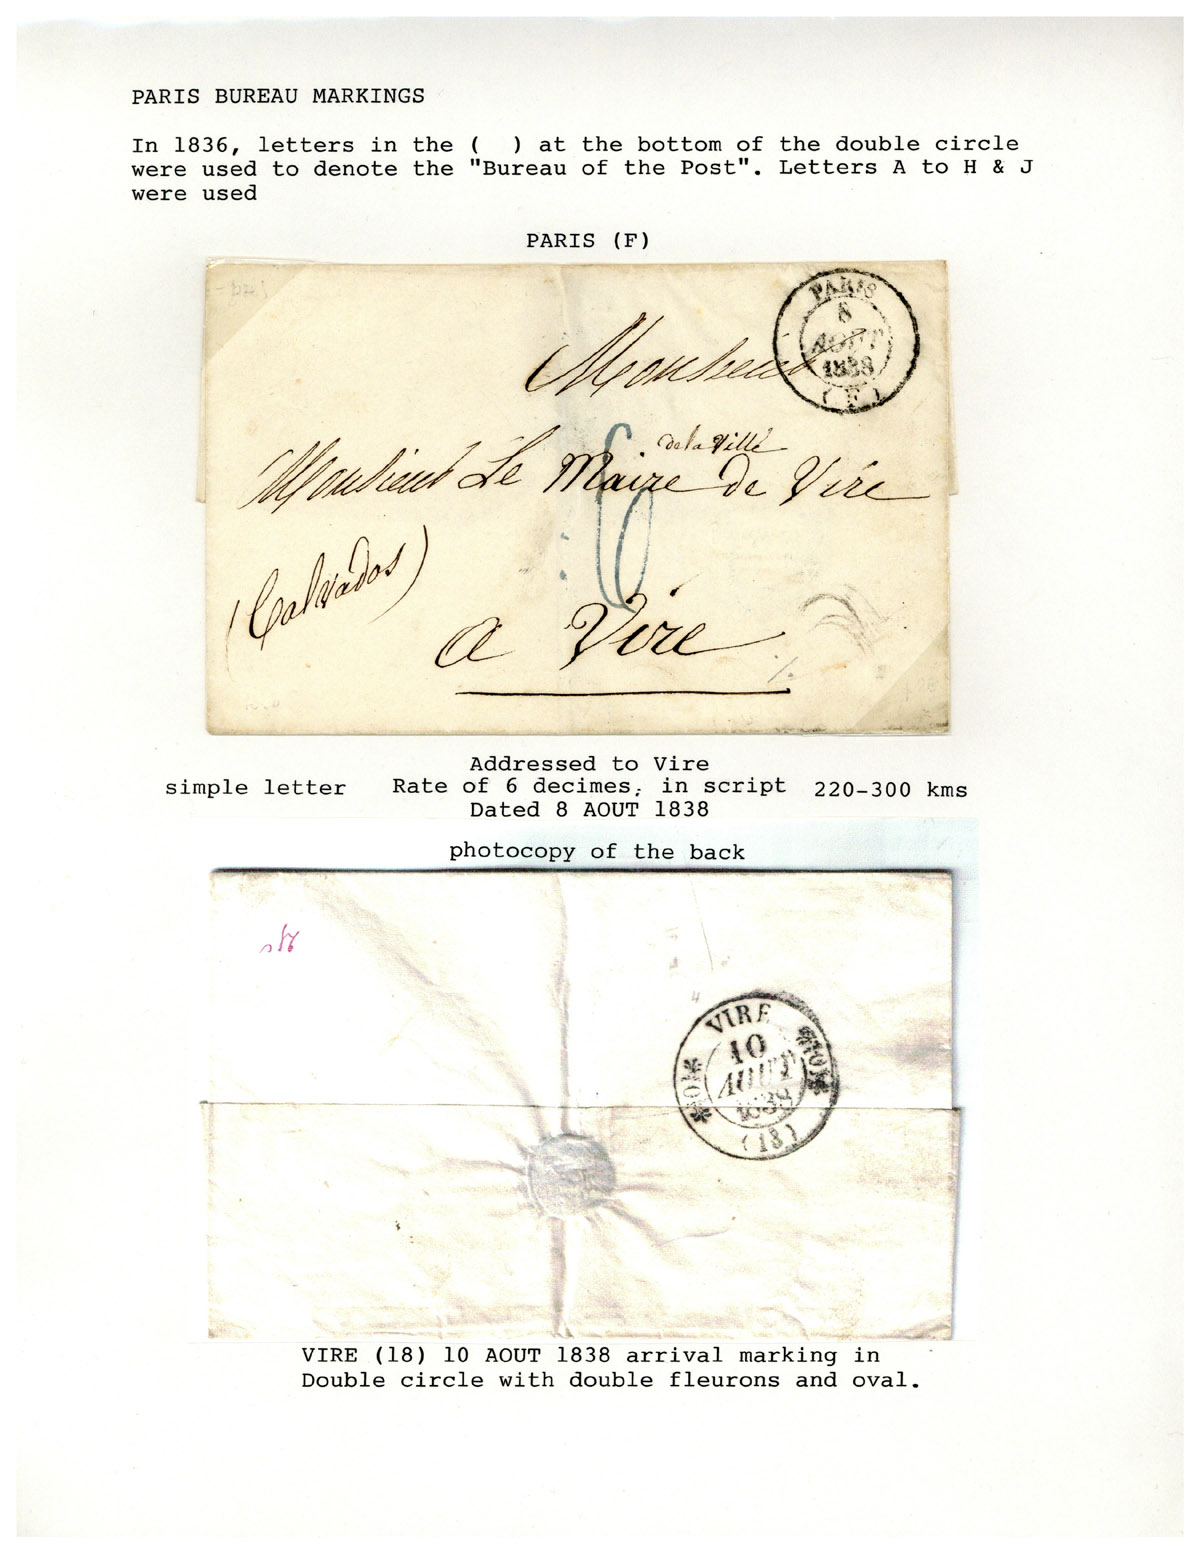 PARIS BUREAU MARKINGS
In 1836, letters in the (  ) at the bottom of the double circle
were used to denote the "Bureau of the Post". Letters A to H & J
were used
PARIS (F)
PARIS
8
AOUT
1838
(F)
Monsieur
de la Ville
Monsieur Le Maire de Vire
(Calvados)
6
a Vire
Addressed to Vire
simple letter Rate of 6 decimes, in script 220-300 kms
Dated 8 AOUT 1838
photocopy of the back
VIRE
10
AOUT
1838
(18)
VIRE (18) 10 AOUT 1838 arrival marking in
Double circle with double fleurons and oval.